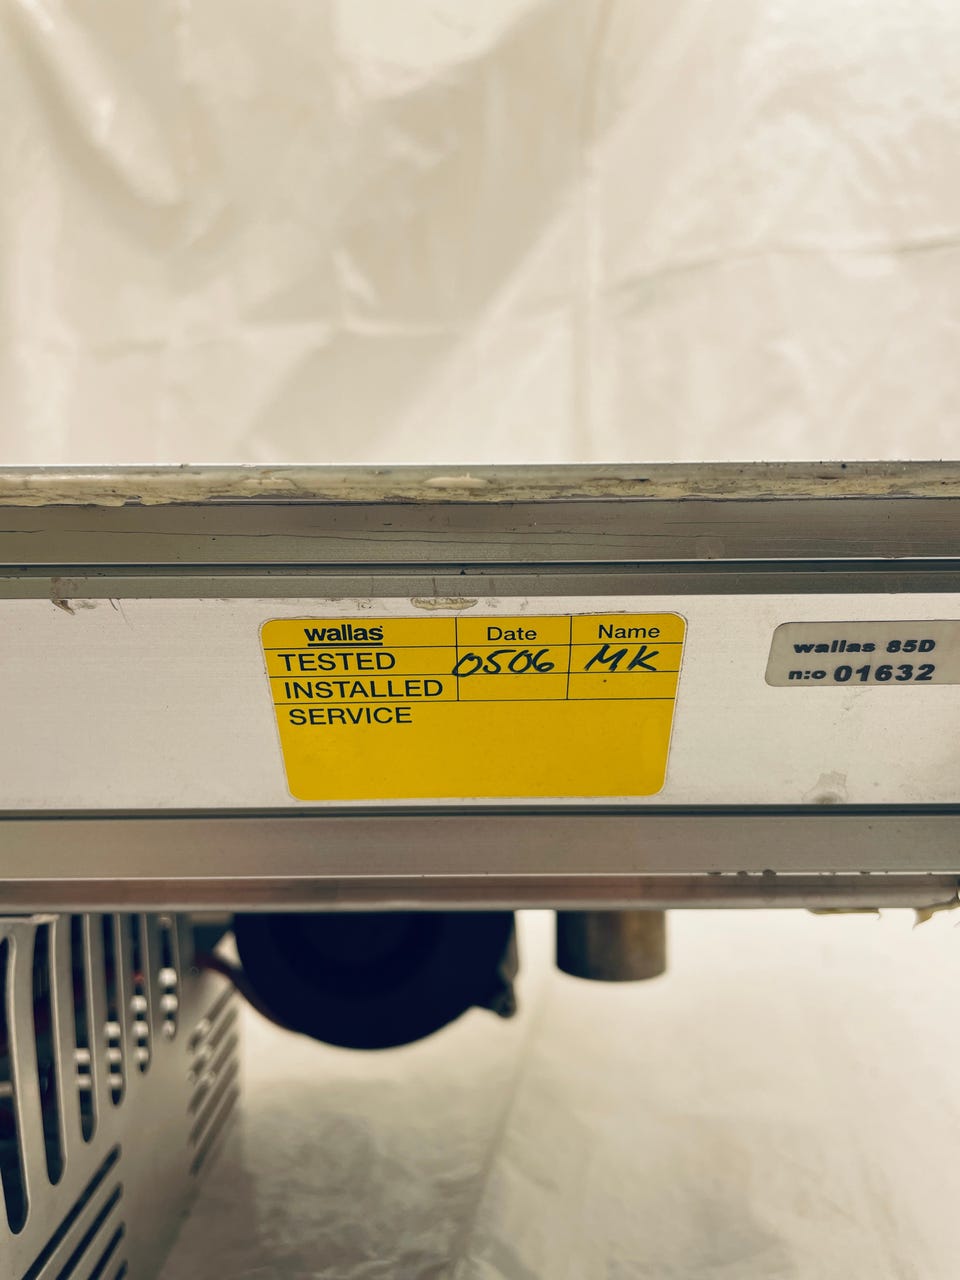 wallas Date Name
TESTED 0506 MK
INSTALLED
SERVICE
wallas 85D
n:o 01632